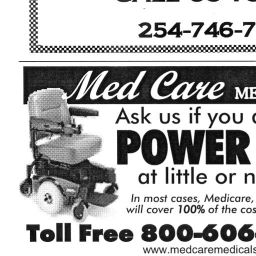 254-746-7
Med Care ME
Ask us if you
POWER
at little or n
In most cases, Medicare,
will cover 100% of the cos
Toll Free 800-606
www.medcaremedicals